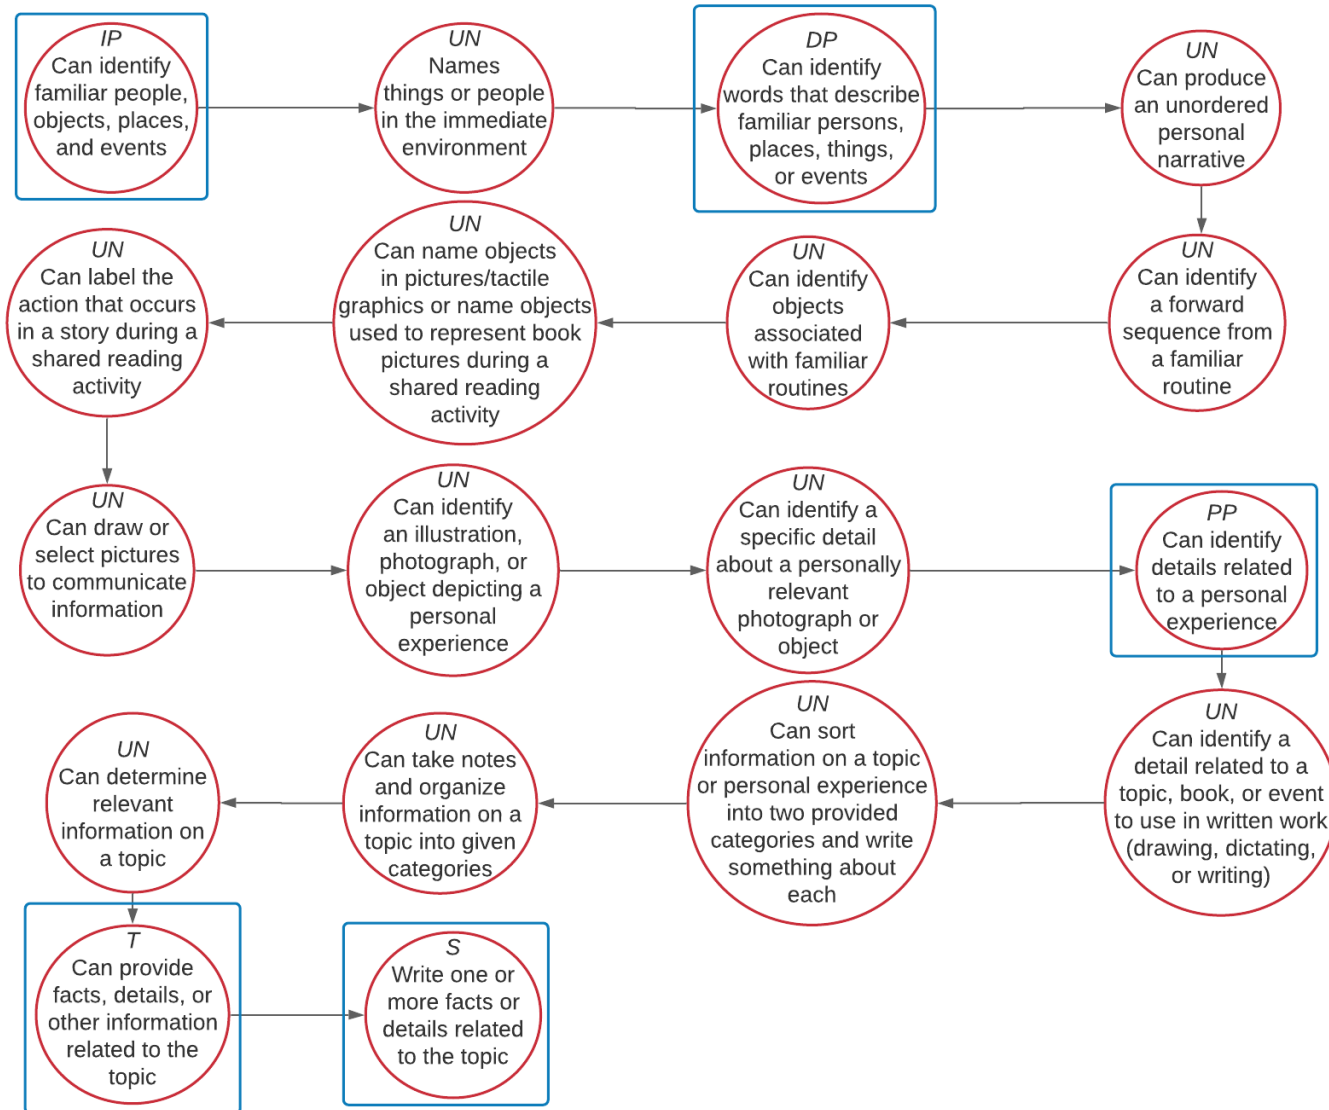 IP
Can identify
familiar people,
objects, places,
and events
UN
Names
things or people
in the immediate
environment
DP
Can identify
words that describe
familiar persons,
places, things,
or events
UN
Can produce
an unordered
personal
narrative
UN
Can identify
a forward
sequence from
a familiar
routine
UN
Can identify
objects
associated
with familiar
routines
UN
Can name objects
in pictures/tactile
graphics or name objects
used to represent book
pictures during a
shared reading
activity
UN
Can label the
action that occurs
in a story during a
shared reading
activity
UN
Can draw or
select pictures
to communicate
information
UN
Can identify
an illustration,
photograph, or
object depicting a
personal
experience
UN
Can identify a
specific detail
about a personally
relevant
photograph or
object
PP
Can identify
details related
to a personal
experience
UN
Can identify a
detail related to a
topic, book, or event
to use in written work
(drawing, dictating,
or writing)
UN
Can sort
information on a topic
or personal experience
into two provided
categories and write
something about
each
UN
Can take notes
and organize
information on a
topic into given
categories
UN
Can determine
relevant
information on
a topic
T
Can provide
facts, details, or
other information
related to the
topic
S
Write one or
more facts or
details related
to the topic